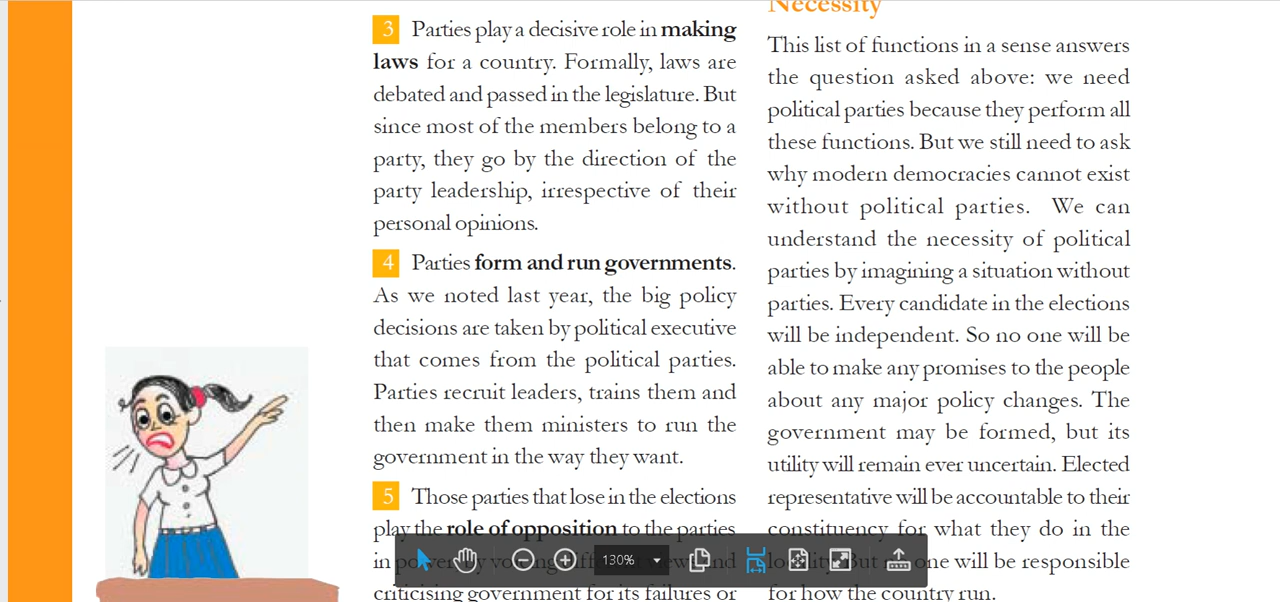 3 Parties play a decisive role in making
laws for a country. Formally, laws are
debated and passed in the legislature. But
since most of the members belong to a
party, they go by the direction of the
party leadership, irrespective of their
personal opinions.
4 Parties form and run governments.
As we noted last year, the big policy
decisions are taken by political executive
that comes from the political parties.
Parties recruit leaders, trains them and
then make them ministers to run the
government in the way they want.
5 Those parties that lose in the elections
play the role of opposition to the parties
in power, by voicing different views and
criticising government for its failures or
Necessity
This list of functions in a sense answers
the question asked above: we need
political parties because they perform all
these functions. But we still need to ask
why modern democracies cannot exist
without political parties. We can
understand the necessity of political
parties by imagining a situation without
parties. Every candidate in the elections
will be independent. So no one will be
able to make any promises to the people
about any major policy changes. The
government may be formed, but its
utility will remain ever uncertain. Elected
representative will be accountable to their
constituency for what they do in the
locality. But no one will be responsible
for how the country run.
130%